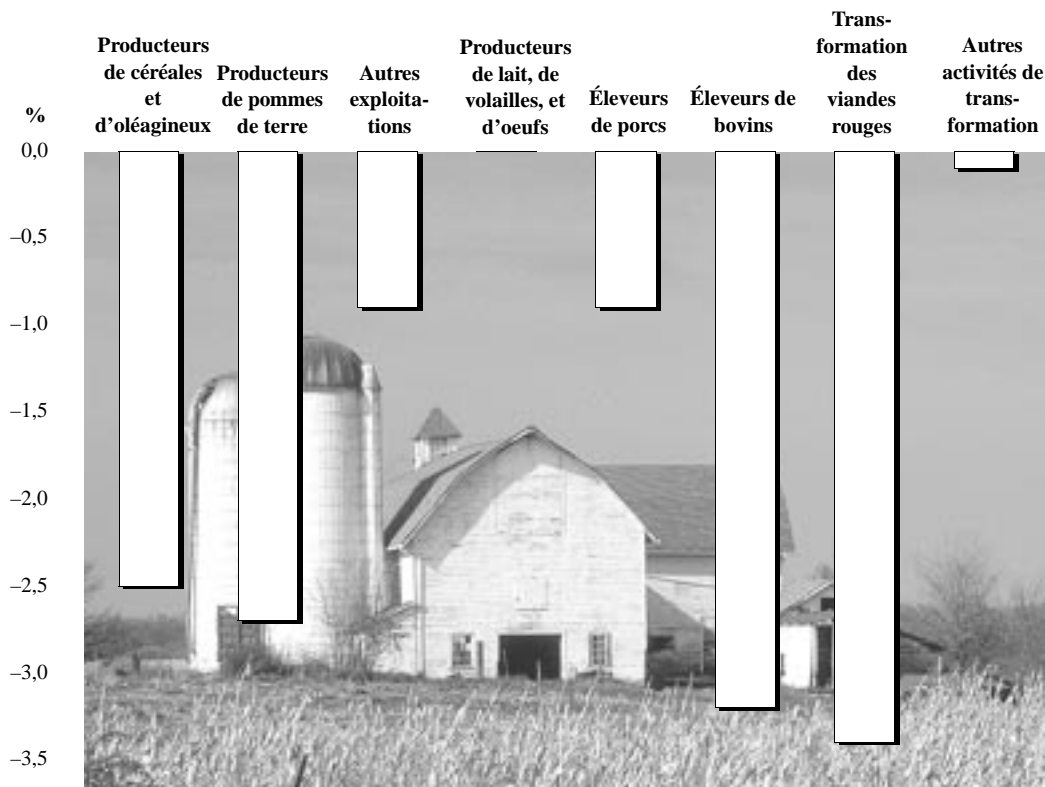 Producteurs
de céréales
et
d'oléagineux
Producteurs
de pommes
de terre
Autres
exploita-
tions
Producteurs
de lait, de
volailles, et
d'oeufs
Éleveurs
de porcs
Éleveurs de
bovins
Trans-
formation
des
viandes
rouges
Autres
activités de
trans-
formation
%
0,0
–0,5
–1,0
–1,5
–2,0
–2,5
–3,0
–3,5